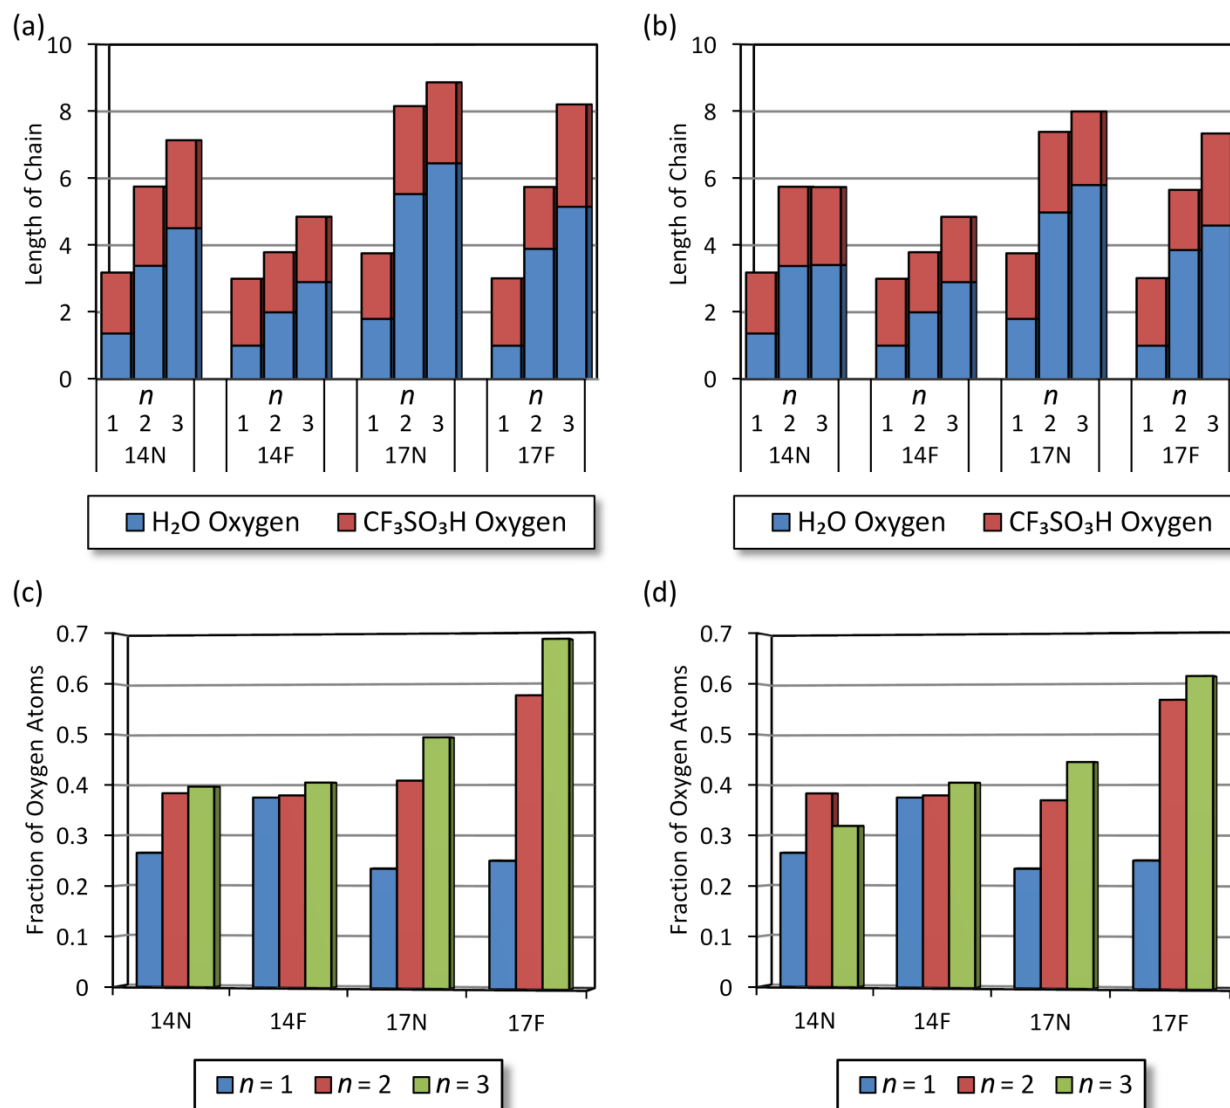 (a)
10
8
6
4
2
0
Length of Chain
n n n n
1 2 3 1 2 3 1 2 3 1 2 3
14N 14F 17N 17F
H₂O Oxygen CF₃SO₃H Oxygen
(b)
10
8
6
4
2
0
Length of Chain
n n n n
1 2 3 1 2 3 1 2 3 1 2 3
14N 14F 17N 17F
H₂O Oxygen CF₃SO₃H Oxygen
(c)
0.7
0.6
0.5
0.4
0.3
0.2
0.1
0
Fraction of Oxygen Atoms
14N 14F 17N 17F
n = 1 n = 2 n = 3
(d)
0.7
0.6
0.5
0.4
0.3
0.2
0.1
0
Fraction of Oxygen Atoms
14N 14F 17N 17F
n = 1 n = 2 n = 3